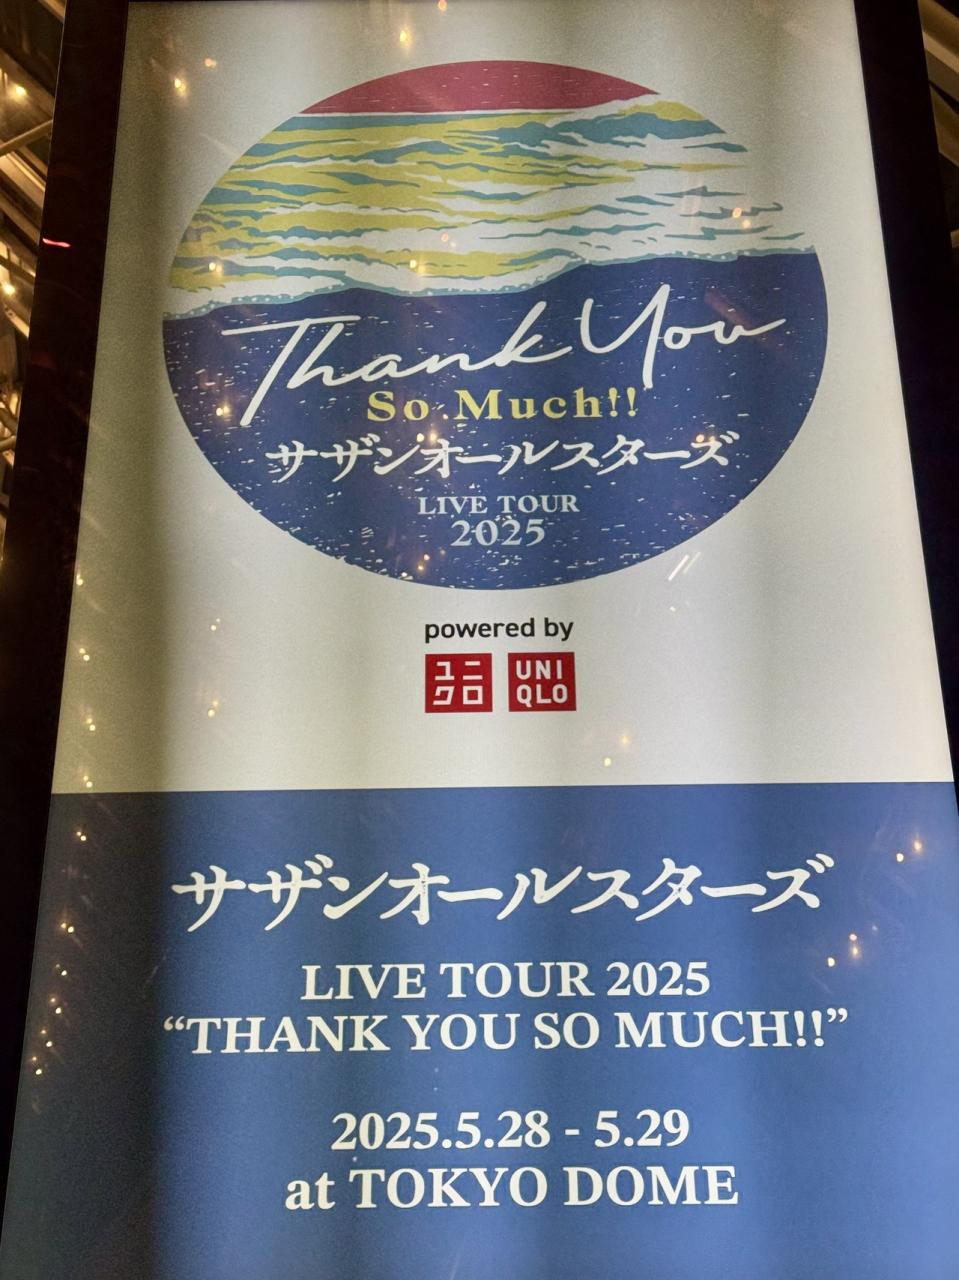 Thank You
So Much!!
サザンオールスターズ
LIVE TOUR
2025
powered by
ユニ UNI
クロ QLO
サザンオールスターズ
LIVE TOUR 2025
“THANK YOU SO MUCH!!”
2025.5.28 - 5.29
at TOKYO DOME